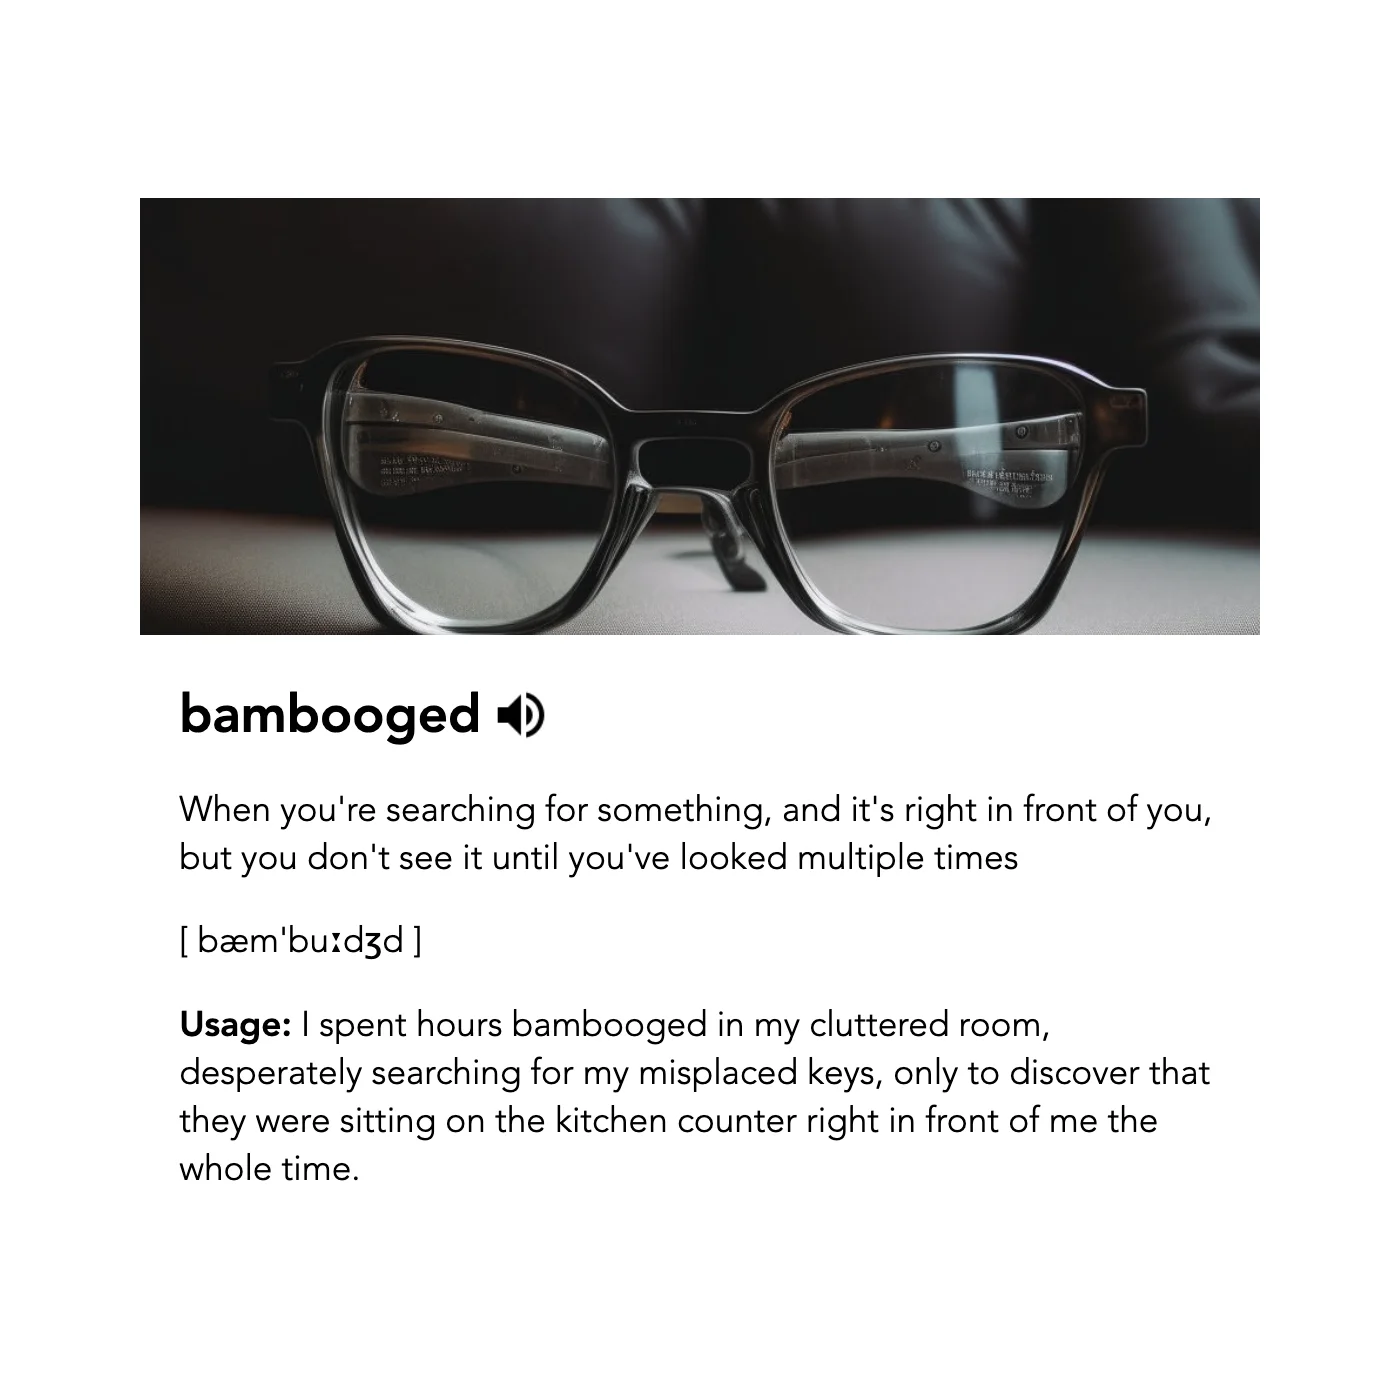 bambooged
When you're searching for something, and it's right in front of you,
but you don't see it until you've looked multiple times
[ bæm'buːdʒd ]
Usage: I spent hours bambooged in my cluttered room,
desperately searching for my misplaced keys, only to discover that
they were sitting on the kitchen counter right in front of me the
whole time.